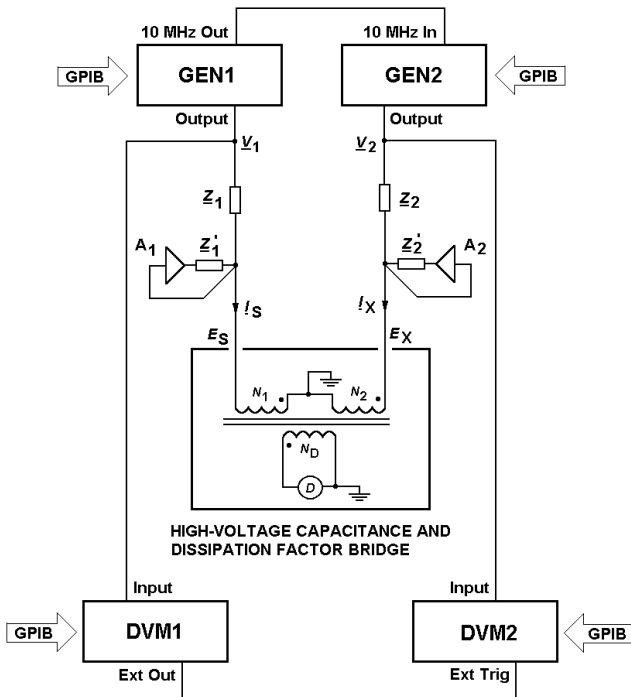 10 MHz Out
10 MHz In
GPIB
GEN1
GEN2
GPIB
Output
Output
V1
V2
Z1
Z2
A1
Z1'
Z2'
A2
IS
IX
ES
EX
N1
N2
ND
D
HIGH-VOLTAGE CAPACITANCE AND
DISSIPATION FACTOR BRIDGE
Input
Input
GPIB
DVM1
DVM2
GPIB
Ext Out
Ext Trig